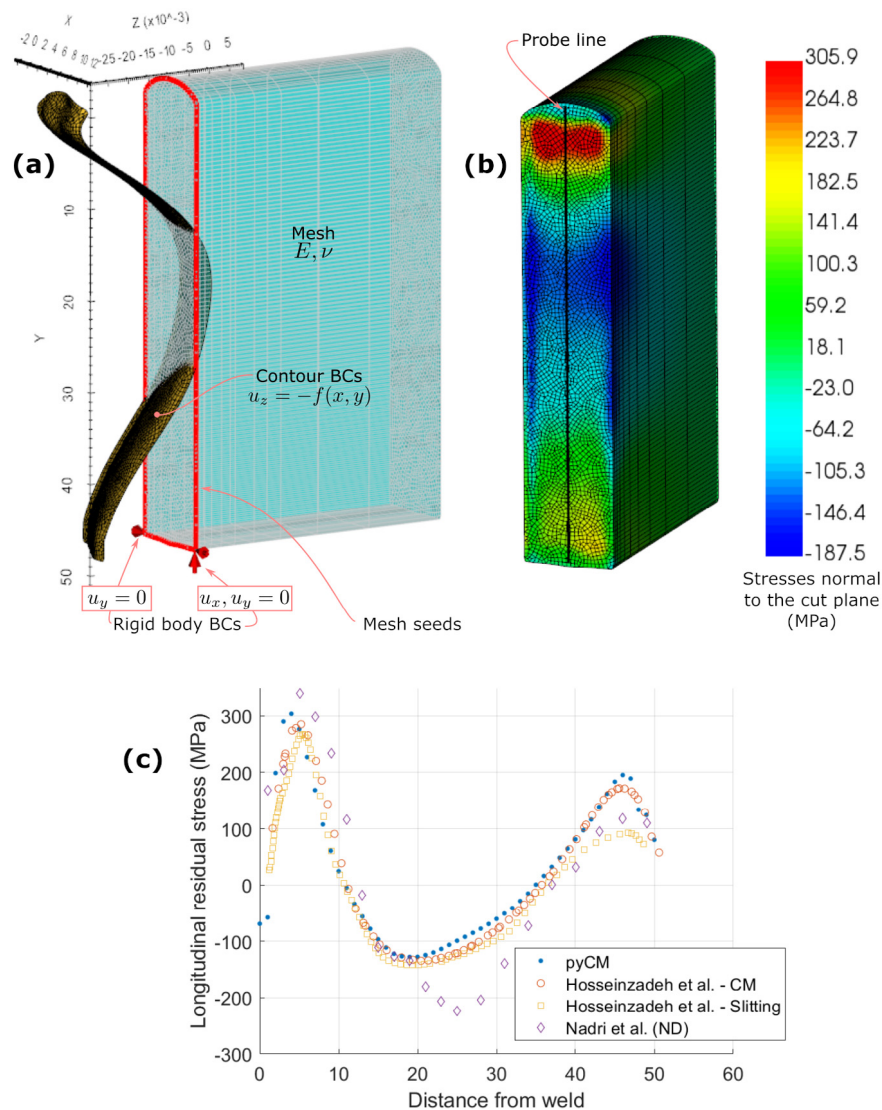 X
Z (x10^-3)
-2 0 2 4 6 8 10 12
-25 -20 -15 -10 -5 0 5
(a)
10
20
Y
30
40
50
Mesh
E, ν
Contour BCs
u_z = −f(x, y)
u_y = 0
u_x, u_y = 0
Rigid body BCs
Mesh seeds
Probe line
(b)
305.9
264.8
223.7
182.5
141.4
100.3
59.2
18.1
-23.0
-64.2
-105.3
-146.4
-187.5
Stresses normal
to the cut plane
(MPa)
(c)
Longitudinal residual stress (MPa)
300
200
100
0
-100
-200
-300
pyCM
Hosseinzadeh et al. - CM
Hosseinzadeh et al. - Slitting
Nadri et al. (ND)
0 10 20 30 40 50 60
Distance from weld